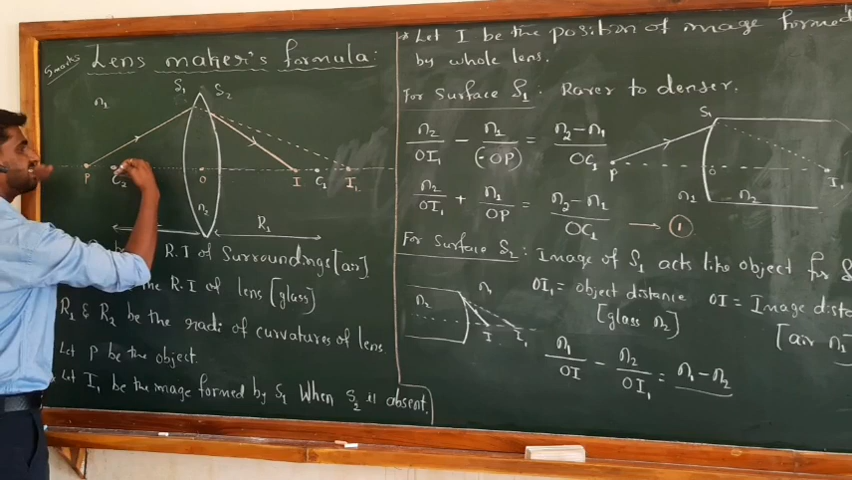 5 marks
Lens maker's formula:
S₁ S₂
n₁
P C₂ O I C₁ I₁
n₂
R₁
R.I of Surroundings [air]
the R.I of lens [glass]
R₁ & R₂ be the radi of curvatures of lens
Let P be the object.
Let I₁ be the image formed by S₁ When S₂ is absent.
Let I be the position of image formed
by whole lens.
For Surface S₁: Rarer to denser.
n₂/OI₁ - n₁/(-OP) = n₂-n₁/OC₁
n₂/OI₁ + n₁/OP = n₂-n₁/OC₁ → ①
S₁
P O I₁
n₁ n₂
For Surface S₂: Image of S₁ acts like object for S
OI₁ = object distance OI = Image dista
[glass n₂] [air n₁
n₂ n₁
I I₁
n₁/OI - n₂/OI₁ = n₁-n₂